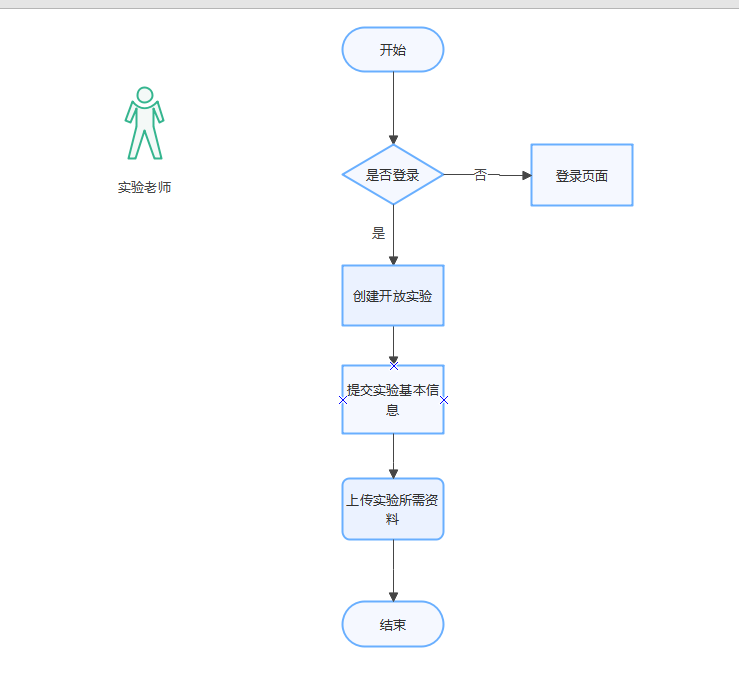 开始
实验老师
是否登录
否
登录页面
是
创建开放实验
提交实验基本信
息
上传实验所需资
料
结束